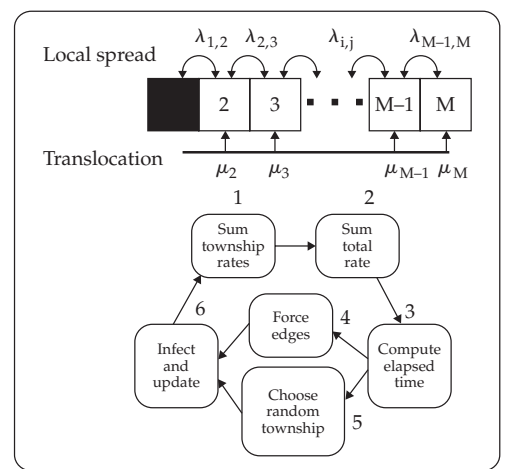 λ1,2 λ2,3 λi,j λM–1,M
Local spread
2 3 M–1 M
Translocation
μ2 μ3 μM–1 μM
1 2
Sum
township
rates
Sum
total
rate
3
Compute
elapsed
time
4
Force
edges
5
Choose
random
township
6
Infect
and
update